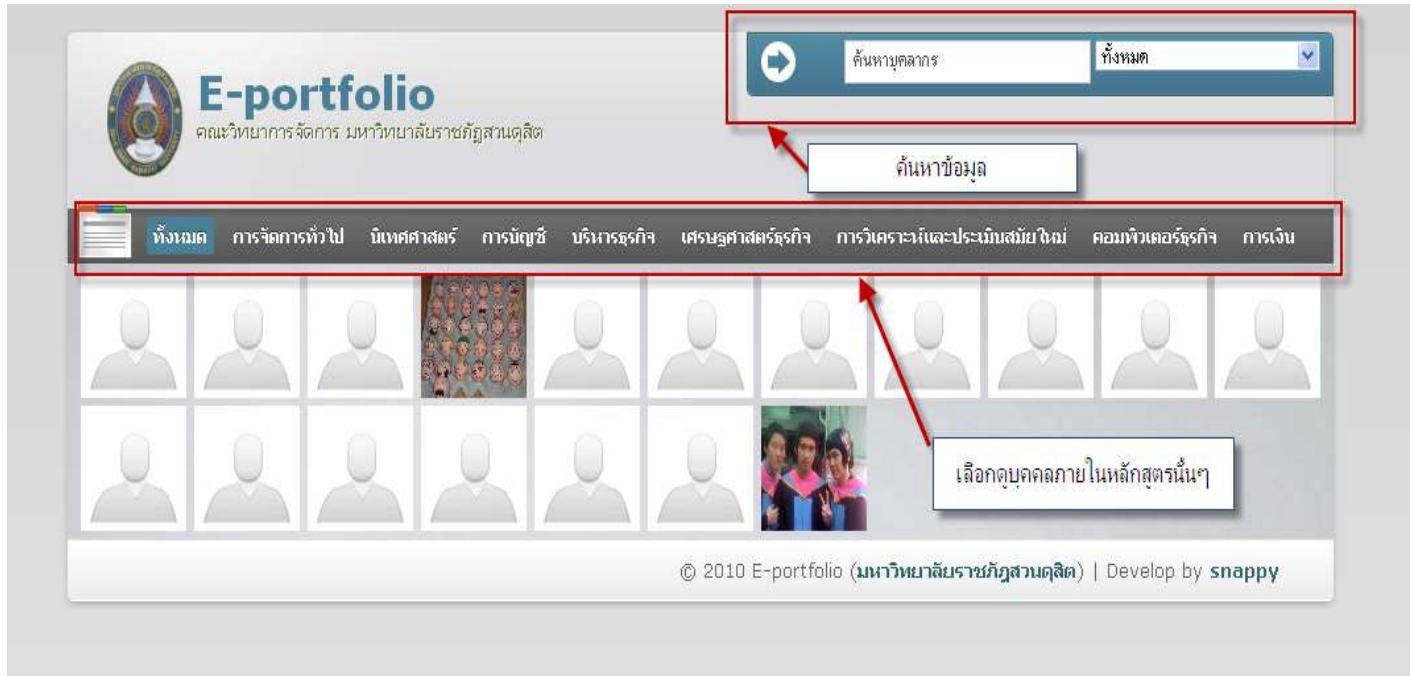 ค้นหาบุคลากร
ทั้งหมด
E-portfolio
คณะวิทยาการจัดการ มหาวิทยาลัยราชภัฏสวนดุสิต
ค้นหาข้อมูล
ทั้งหมด การจัดการทั่วไป นิเทศศาสตร์ การบัญชี บริหารธุรกิจ เศรษฐศาสตร์ธุรกิจ การวิเคราะห์และประเมินสมัยใหม่ คอมพิวเตอร์ธุรกิจ การเงิน
เลือกดูบุคคลภายในหลักสูตรนั้นๆ
© 2010 E-portfolio (มหาวิทยาลัยราชภัฏสวนดุสิต) | Develop by snappy